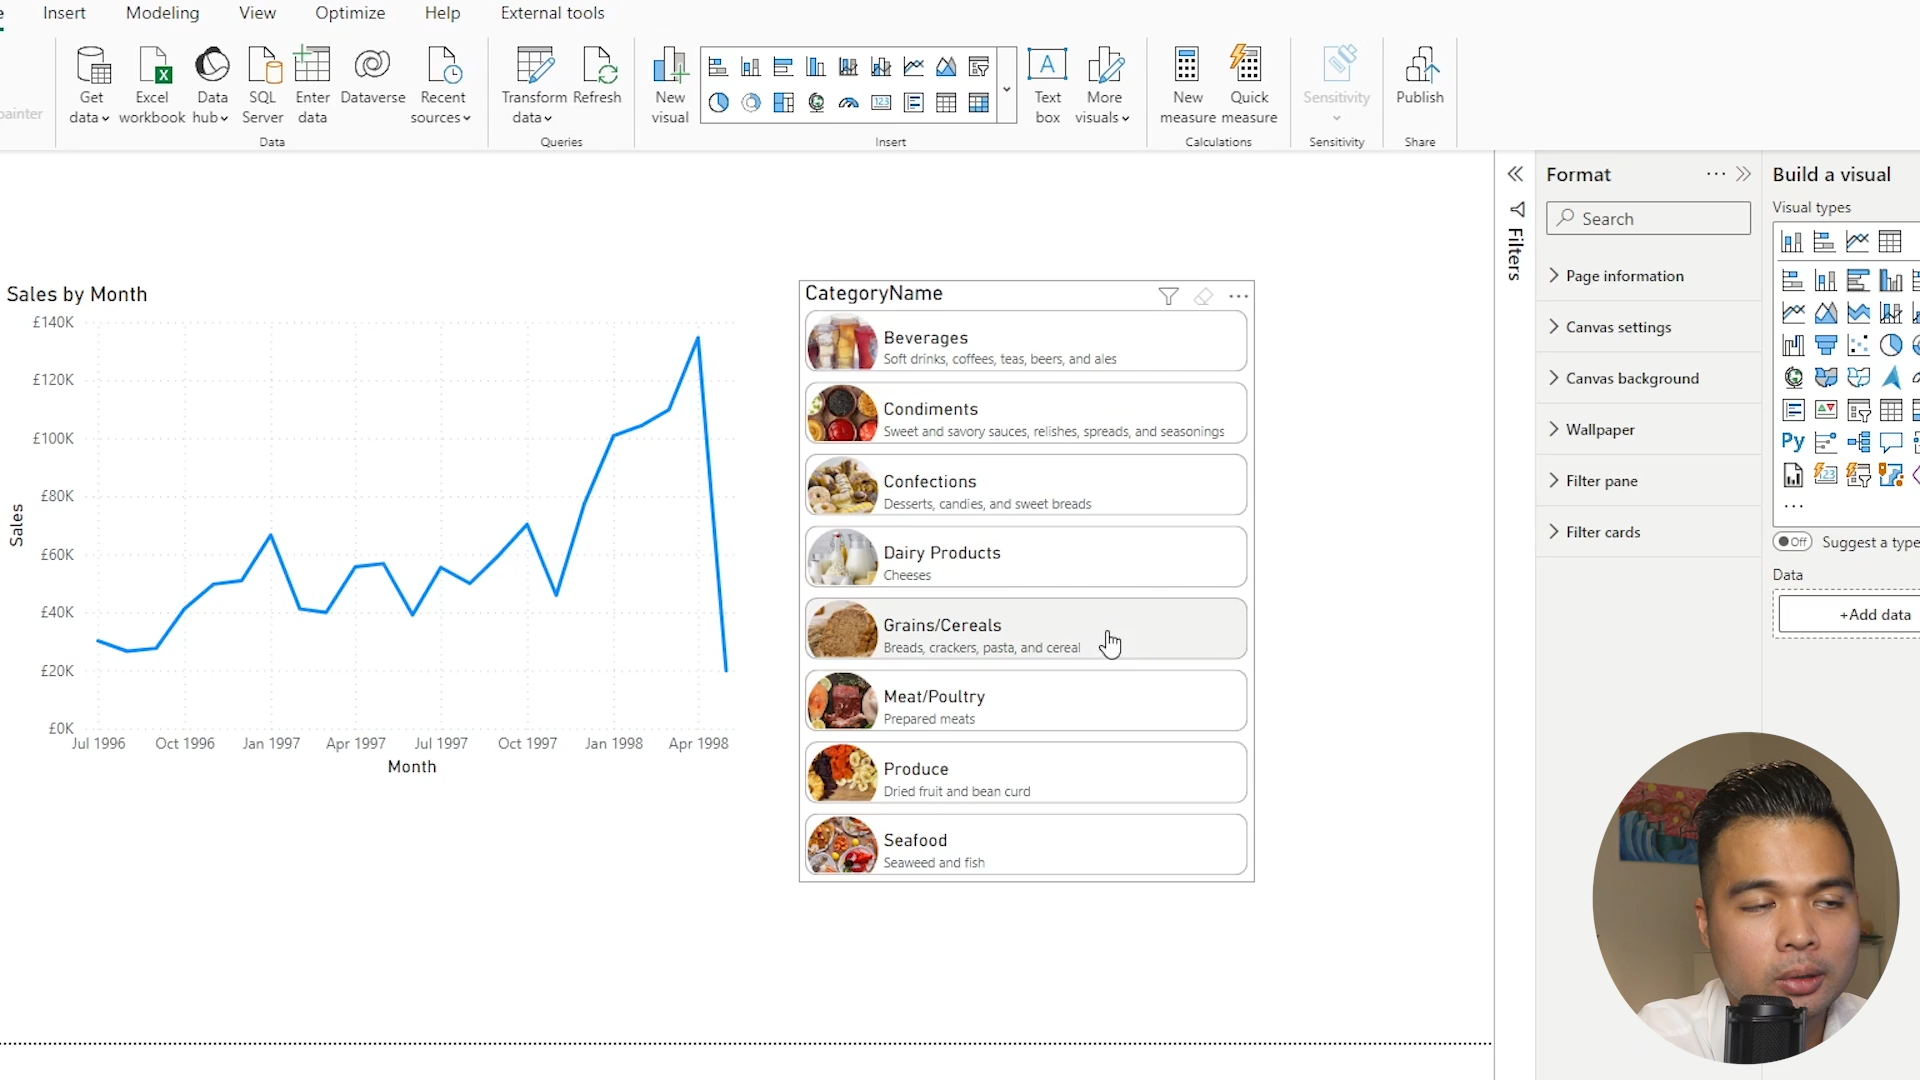 Insert Modeling View Optimize Help External tools
painter
Get data
Excel workbook
Data hub
SQL Server
Enter data
Dataverse
Recent sources
Transform data
Refresh
New visual
Text box
More visuals
New measure
Quick measure
Sensitivity
Publish
Data
Queries
Insert
Calculations
Sensitivity
Share
Sales by Month
£140K
£120K
£100K
£80K
£60K
£40K
£20K
£0K
Sales
Jul 1996 Oct 1996 Jan 1997 Apr 1997 Jul 1997 Oct 1997 Jan 1998 Apr 1998
Month
CategoryName
Beverages
Soft drinks, coffees, teas, beers, and ales
Condiments
Sweet and savory sauces, relishes, spreads, and seasonings
Confections
Desserts, candies, and sweet breads
Dairy Products
Cheeses
Grains/Cereals
Breads, crackers, pasta, and cereal
Meat/Poultry
Prepared meats
Produce
Dried fruit and bean curd
Seafood
Seaweed and fish
Filters
Format
Search
Page information
Canvas settings
Canvas background
Wallpaper
Filter pane
Filter cards
Build a visual
Visual types
Py
Off Suggest a type
Data
+Add data